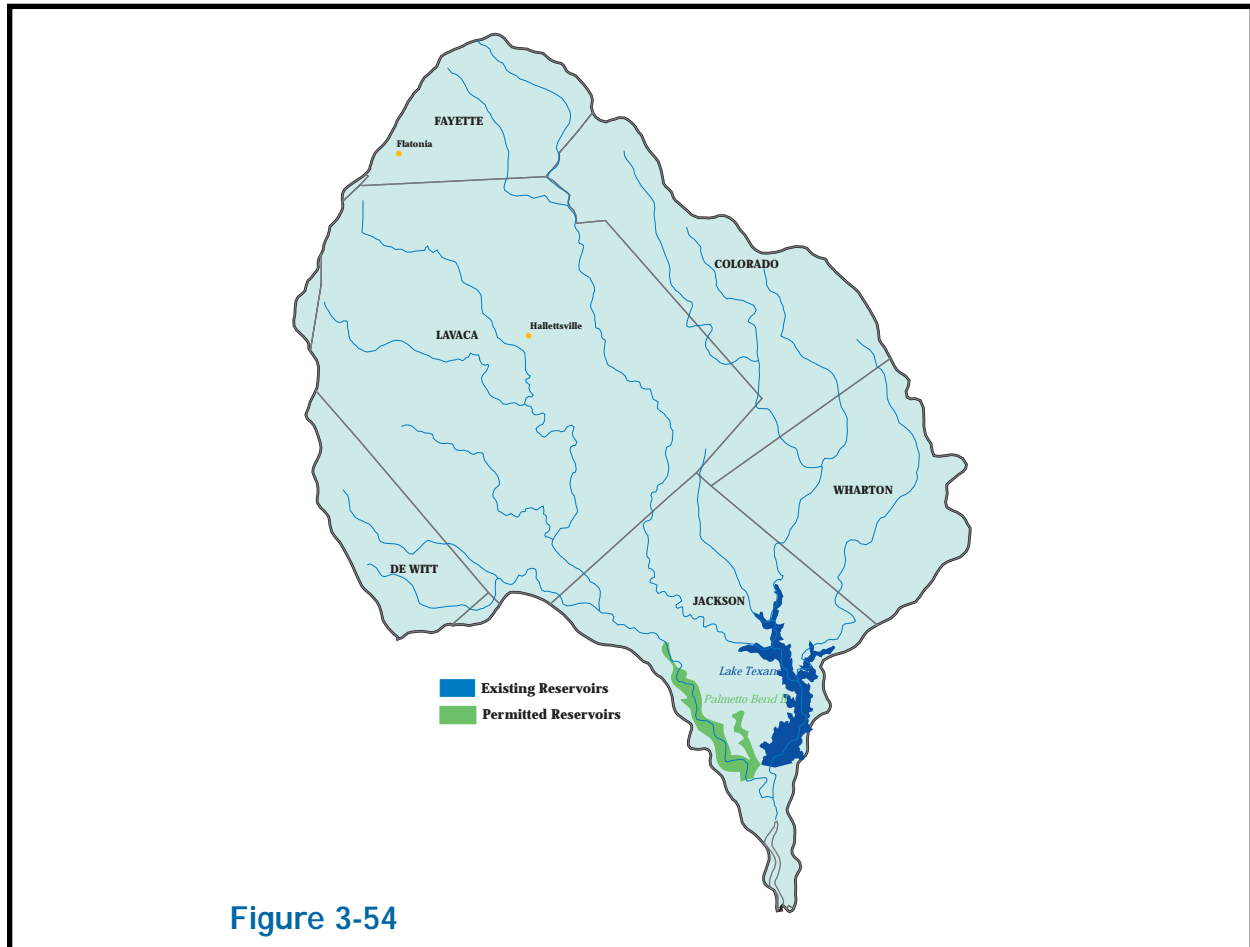 FAYETTE
Flatonia
COLORADO
Hallettsville
LAVACA
WHARTON
DE WITT
JACKSON
Lake Texan
Palmetto Bend
Existing Reservoirs
Permitted Reservoirs
Figure 3-54